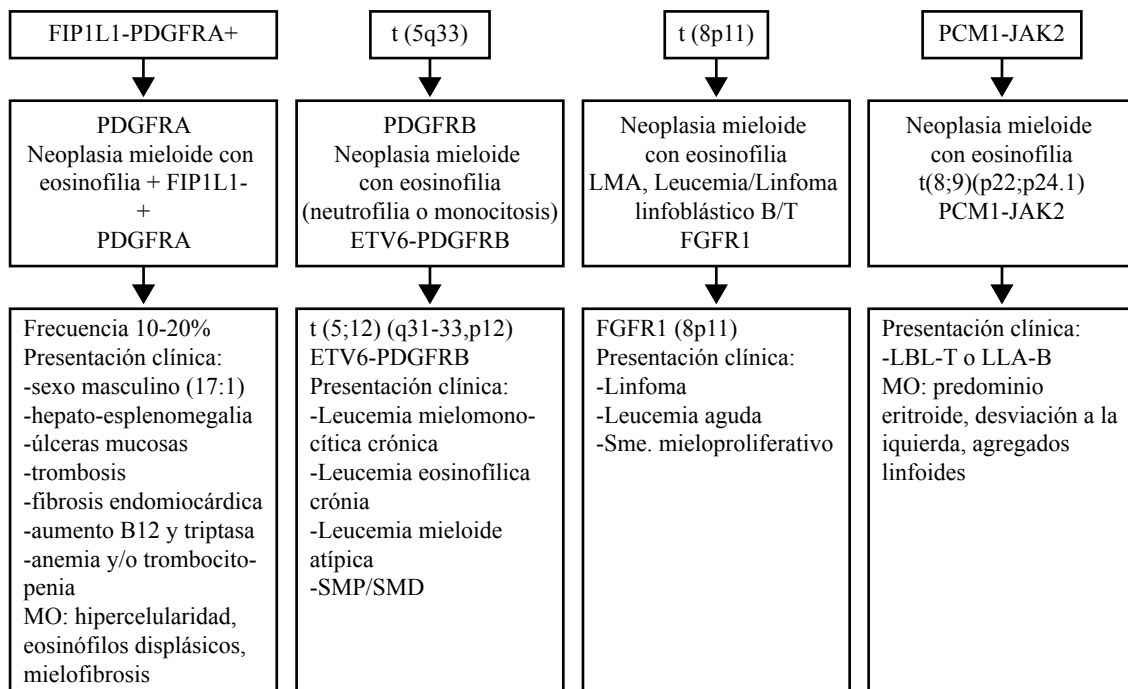 FIP1L1-PDGFRA+
PDGFRA
Neoplasia mieloide con
eosinofilia + FIP1L1-
+
PDGFRA
Frecuencia 10-20%
Presentación clínica:
-sexo masculino (17:1)
-hepato-esplenomegalia
-úlceras mucosas
-trombosis
-fibrosis endomiocárdica
-aumento B12 y triptasa
-anemia y/o trombocito-
penia
MO: hipercelularidad,
eosinófilos displásicos,
mielofibrosis
t (5q33)
PDGFRB
Neoplasia mieloide
con eosinofilia
(neutrofilia o monocitosis)
ETV6-PDGFRB
t (5;12) (q31-33,p12)
ETV6-PDGFRB
Presentación clínica:
-Leucemia mielomono-
cítica crónica
-Leucemia eosinofílica
crónia
-Leucemia mieloide
atípica
-SMP/SMD
t (8p11)
Neoplasia mieloide
con eosinofilia
LMA, Leucemia/Linfoma
linfoblástico B/T
FGFR1
FGFR1 (8p11)
Presentación clínica:
-Linfoma
-Leucemia aguda
-Sme. mieloproliferativo
PCM1-JAK2
Neoplasia mieloide
con eosinofilia
t(8;9)(p22;p24.1)
PCM1-JAK2
Presentación clínica:
-LBL-T o LLA-B
MO: predominio
eritroide, desviación a la
iquierda, agregados
linfoides